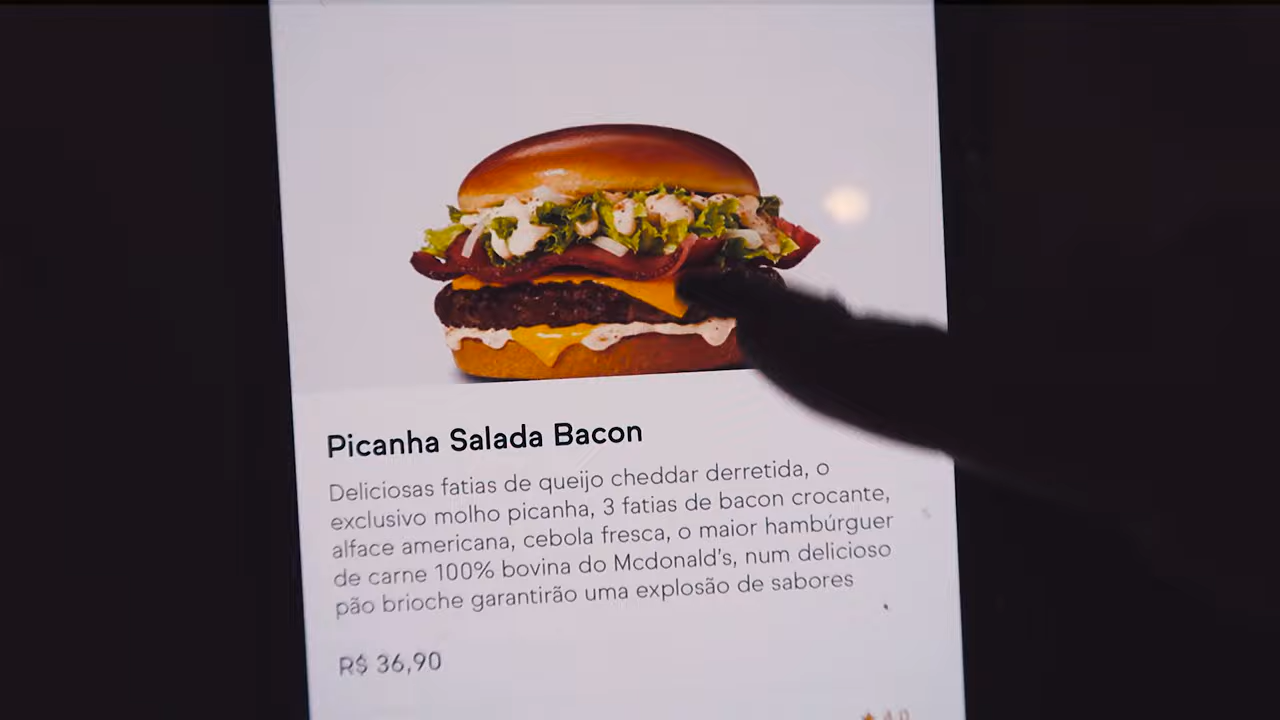 Picanha Salada Bacon
Deliciosas fatias de queijo cheddar derretida, o
exclusivo molho picanha, 3 fatias de bacon crocante,
alface americana, cebola fresca, o maior hambúrguer
de carne 100% bovina do Mcdonald's, num delicioso
pão brioche garantirão uma explosão de sabores
R$ 36,90